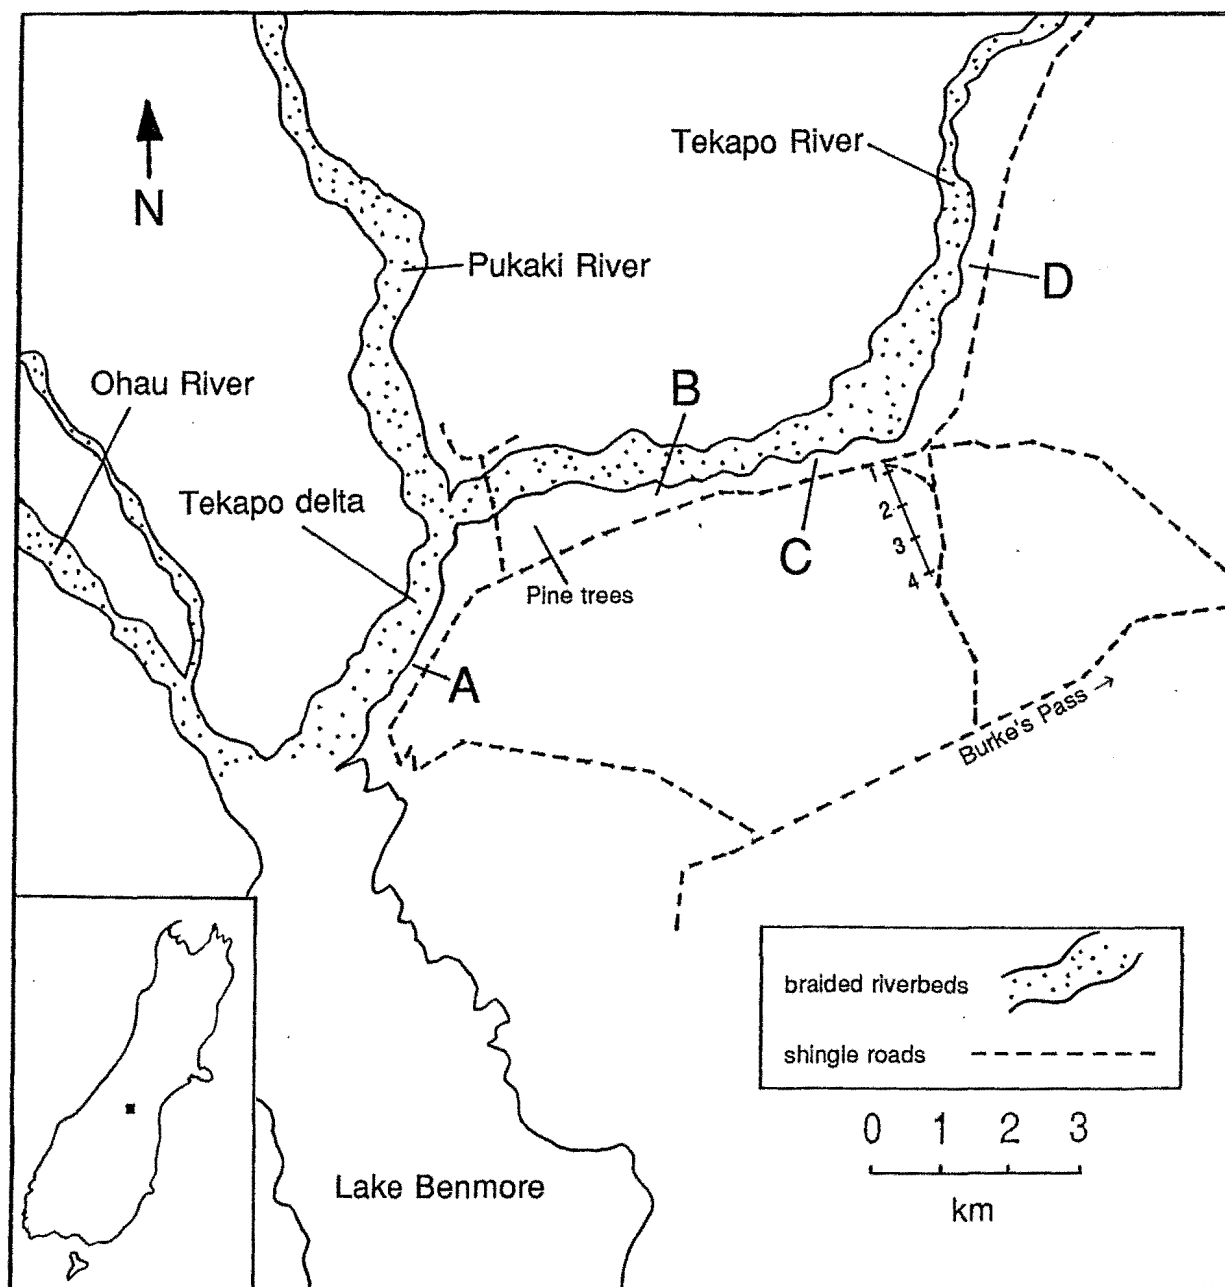 N
Tekapo River
Pukaki River
D
Ohau River
B
Tekapo delta
1
2
3
4
C
Pine trees
A
Burke's Pass →
braided riverbeds
shingle roads
0 1 2 3
km
Lake Benmore